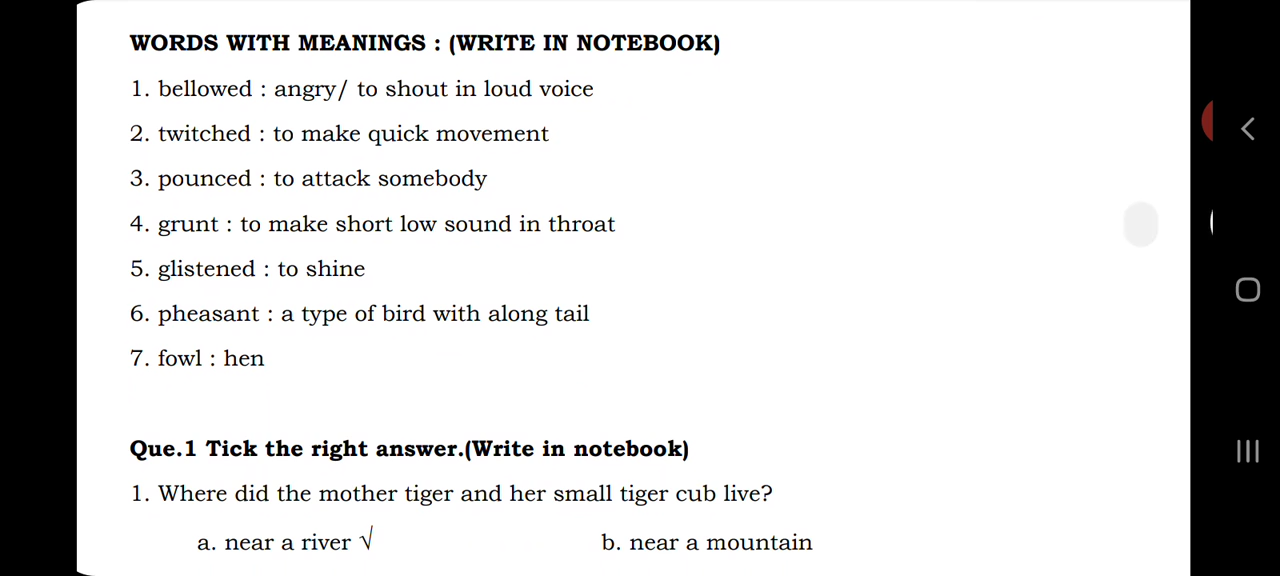 WORDS WITH MEANINGS : (WRITE IN NOTEBOOK)
1. bellowed : angry/ to shout in loud voice
2. twitched : to make quick movement
3. pounced : to attack somebody
4. grunt : to make short low sound in throat
5. glistened : to shine
6. pheasant : a type of bird with along tail
7. fowl : hen
Que.1 Tick the right answer.(Write in notebook)
1. Where did the mother tiger and her small tiger cub live?
a. near a river √ b. near a mountain